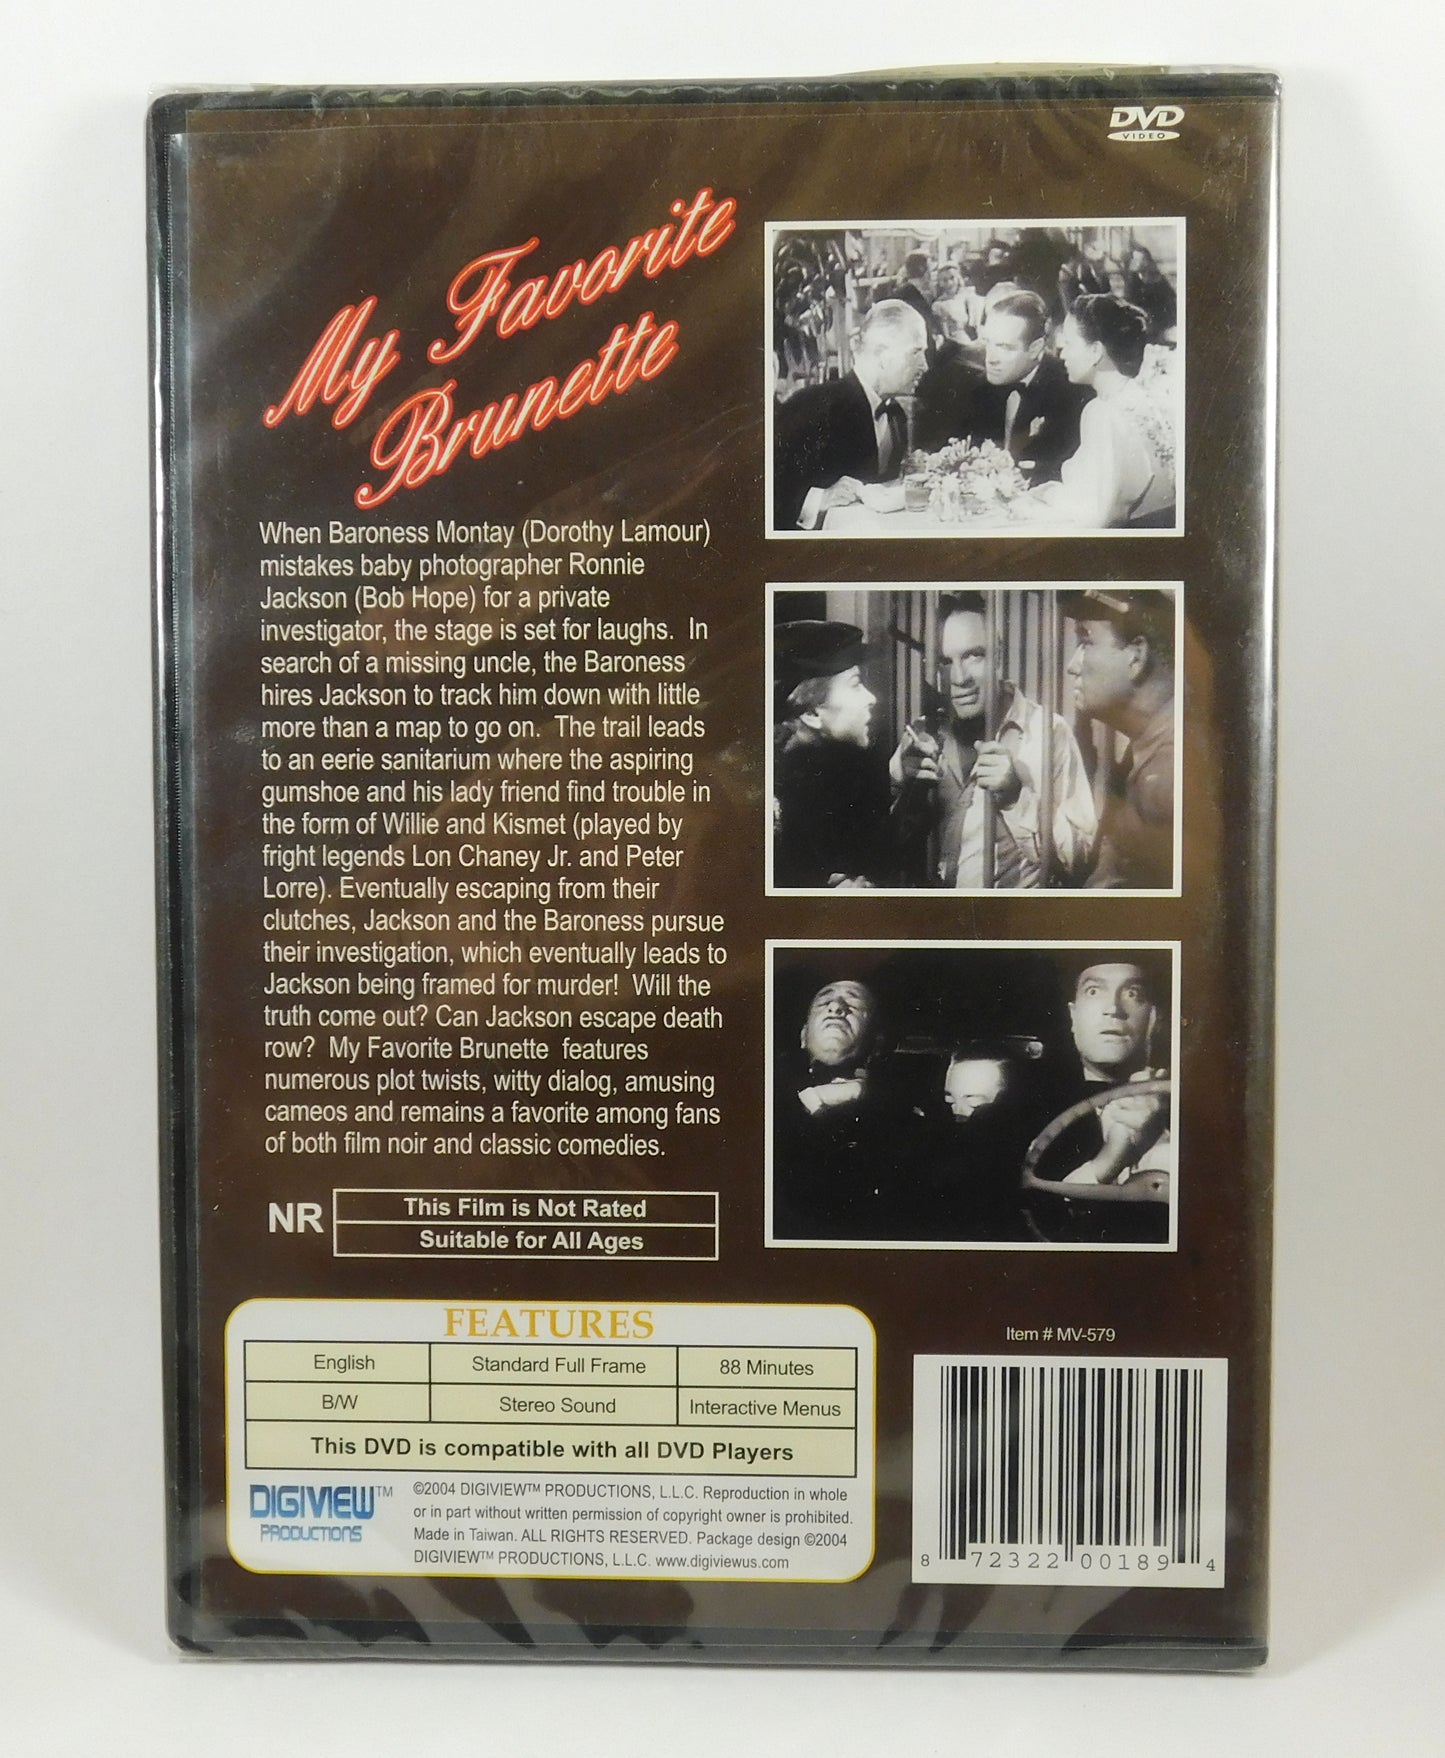 DVD
VIDEO
My Favorite
Brunette
When Baroness Montay (Dorothy Lamour)
mistakes baby photographer Ronnie
Jackson (Bob Hope) for a private
investigator, the stage is set for laughs. In
search of a missing uncle, the Baroness
hires Jackson to track him down with little
more than a map to go on. The trail leads
to an eerie sanitarium where the aspiring
gumshoe and his lady friend find trouble in
the form of Willie and Kismet (played by
fright legends Lon Chaney Jr. and Peter
Lorre). Eventually escaping from their
clutches, Jackson and the Baroness pursue
their investigation, which eventually leads to
Jackson being framed for murder! Will the
truth come out? Can Jackson escape death
row? My Favorite Brunette features
numerous plot twists, witty dialog, amusing
cameos and remains a favorite among fans
of both film noir and classic comedies.
NR
This Film is Not Rated
Suitable for All Ages
FEATURES
English Standard Full Frame 88 Minutes
B/W Stereo Sound Interactive Menus
This DVD is compatible with all DVD Players
DIGIVIEW™
PRODUCTIONS
©2004 DIGIVIEW™ PRODUCTIONS, L.L.C. Reproduction in whole
or in part without written permission of copyright owner is prohibited.
Made in Taiwan. ALL RIGHTS RESERVED. Package design ©2004
DIGIVIEW™ PRODUCTIONS, L.L.C. www.digiviewus.com
Item # MV-579
8 72322 00189 4